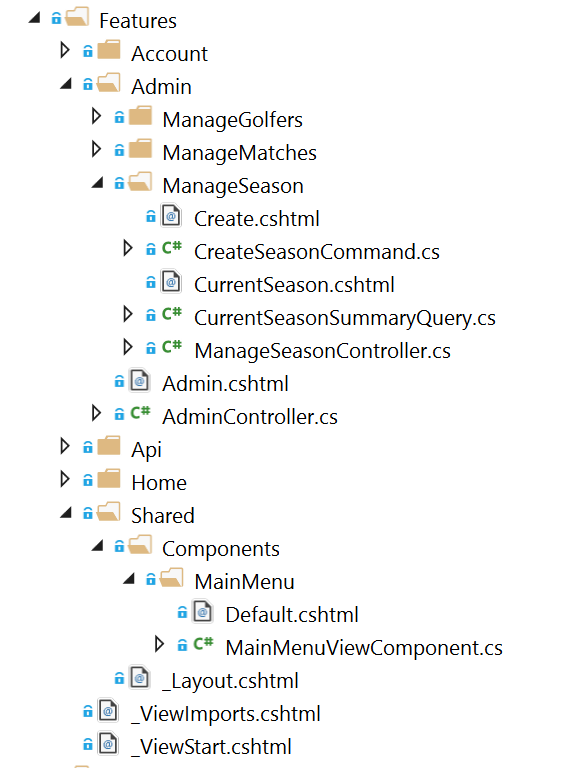 Features
Account
Admin
ManageGolfers
ManageMatches
ManageSeason
@ Create.cshtml
C# CreateSeasonCommand.cs
@ CurrentSeason.cshtml
C# CurrentSeasonSummaryQuery.cs
C# ManageSeasonController.cs
@ Admin.cshtml
C# AdminController.cs
Api
Home
Shared
Components
MainMenu
@ Default.cshtml
C# MainMenuViewComponent.cs
@ _Layout.cshtml
@ _ViewImports.cshtml
@ _ViewStart.cshtml